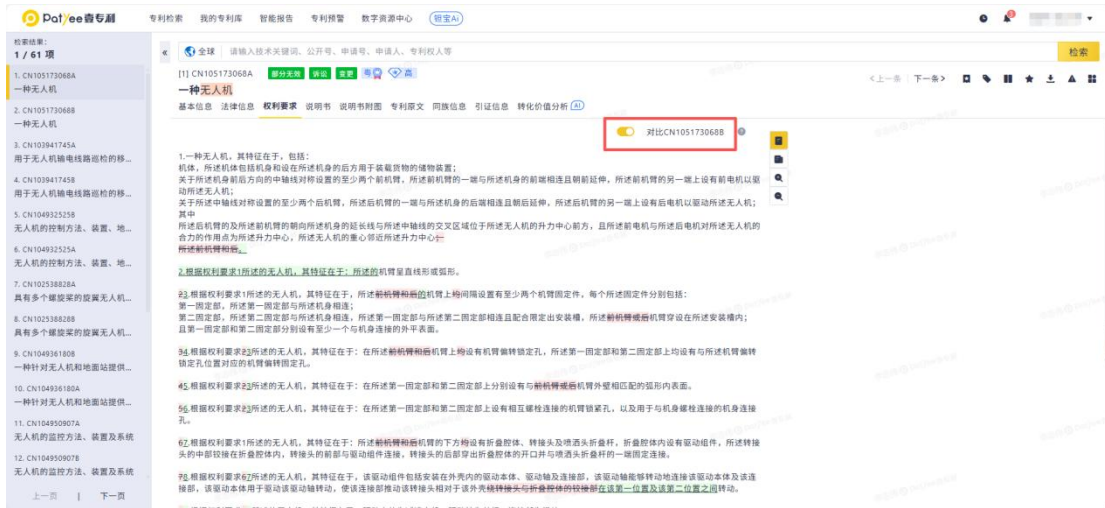 Patyee壹专利
专利检索 我的专利库 智能报告 专利预警 数字资源中心 (钽宝Ai)
检索结果:
1 / 61 项
1. CN105173068A
一种无人机
2. CN105173068B
一种无人机
3. CN103941745A
用于无人机输电线路巡检的移...
4. CN103941745B
用于无人机输电线路巡检的移...
5. CN104932525B
无人机的控制方法、装置、地...
6. CN104932525A
无人机的控制方法、装置、地...
7. CN102538828A
具有多个螺旋桨的旋翼无人机...
8. CN102538828B
具有多个螺旋桨的旋翼无人机...
9. CN104936180B
一种针对无人机和地面站提供...
10. CN104936180A
一种针对无人机和地面站提供...
11. CN104950907A
无人机的监控方法、装置及系统
12. CN104950907B
无人机的监控方法、装置及系统
上一页 | 下一页
«
全球 请输入技术关键词、公开号、申请号、申请人、专利权人等
检索
[1] CN105173068A 部分无效 诉讼 变更 粤 高
<上一条 下一条>
一种无人机
基本信息 法律信息 权利要求 说明书 说明书附图 专利原文 同族信息 引证信息 转化价值分析 AI
对比CN105173068B
1.一种无人机，其特征在于，包括：
机体，所述机体包括机身和设在所述机身的后方用于装载货物的储物装置；
关于所述机身前后方向的中轴线对称设置的至少两个前机臂，所述前机臂的一端与所述机身的前端相连且朝前延伸，所述前机臂的另一端上设有前电机以驱
动所述无人机；
关于所述中轴线对称设置的至少两个后机臂，所述后机臂的一端与所述机身的后端相连且朝后延伸，所述后机臂的另一端上设有后电机以驱动所述无人机；
其中
所述后机臂的及所述前机臂的朝向所述机身的延长线与所述中轴线的交叉区域位于所述无人机的升力中心前方，且所述前电机与所述后电机对所述无人机的
合力的作用点为所述升力中心，所述无人机的重心邻近所述升力中心；
所述前机臂和后。
2.根据权利要求1所述的无人机，其特征在于：所述的机臂呈直线形或弧形。
23.根据权利要求1所述的无人机，其特征在于，所述前机臂和后的机臂上均间隔设置有至少两个机臂固定件，每个所述固定件分别包括：
第一固定部，所述第一固定部与所述机身相连；
第二固定部，所述第二固定部与所述机身相连，所述第一固定部与所述第二固定部相连且配合限定出安装槽，所述前机臂或后机臂穿设在所述安装槽内；
且第一固定部和第二固定部分别设有至少一个与机身连接的外平表面。
34.根据权利要求23所述的无人机，其特征在于：在所述前机臂和后机臂上均设有机臂偏转锁定孔，所述第一固定部和第二固定部上均设有与所述机臂偏转
锁定孔位置对应的机臂偏转固定孔。
45.根据权利要求23所述的无人机，其特征在于：在所述第一固定部和第二固定部上分别设有与前机臂或后机臂外壁相匹配的弧形内表面。
56.根据权利要求23所述的无人机，其特征在于：在所述第一固定部和第二固定部上设有相互螺栓连接的机臂锁紧孔，以及用于与机身螺栓连接的机身连接
孔。
67.根据权利要求1所述的无人机，其特征在于：所述前机臂和后机臂的下方均设有折叠腔体、转接头及喷洒头折叠杆，折叠腔体内设有驱动组件，所述转接
头的中部铰接在折叠腔体内，转接头的前部与驱动组件连接，转接头的后部穿出折叠腔体的开口并与喷洒头折叠杆的一端固定连接。
78.根据权利要求67所述的无人机，其特征在于，该驱动组件包括安装在外壳内的驱动本体、驱动轴及连接部，该驱动轴能够转动地连接该驱动本体及该连
接部，该驱动本体用于驱动该驱动轴转动，使该连接部推动该转接头相对于该外壳绕转接头与折叠腔体的铰接部在该第一位置及该第二位置之间转动。